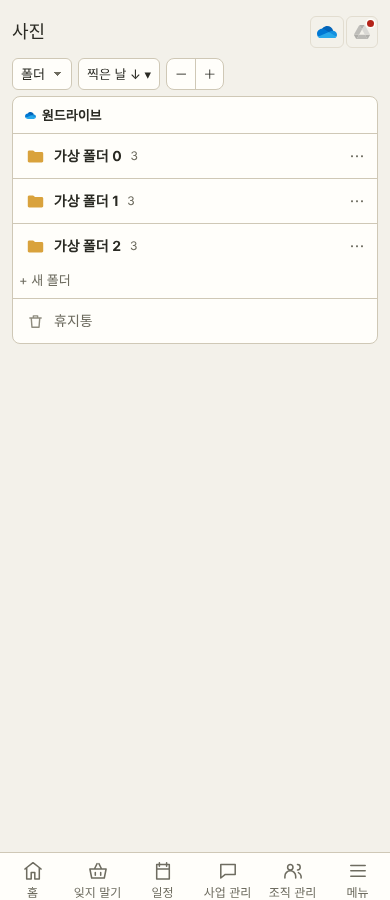 사진
폴더
찍은 날 ↓ ▾
− +
원드라이브
가상 폴더 0 3 ...
가상 폴더 1 3 ...
가상 폴더 2 3 ...
+ 새 폴더
휴지통
홈 잊지 말기 일정 사업 관리 조직 관리 메뉴